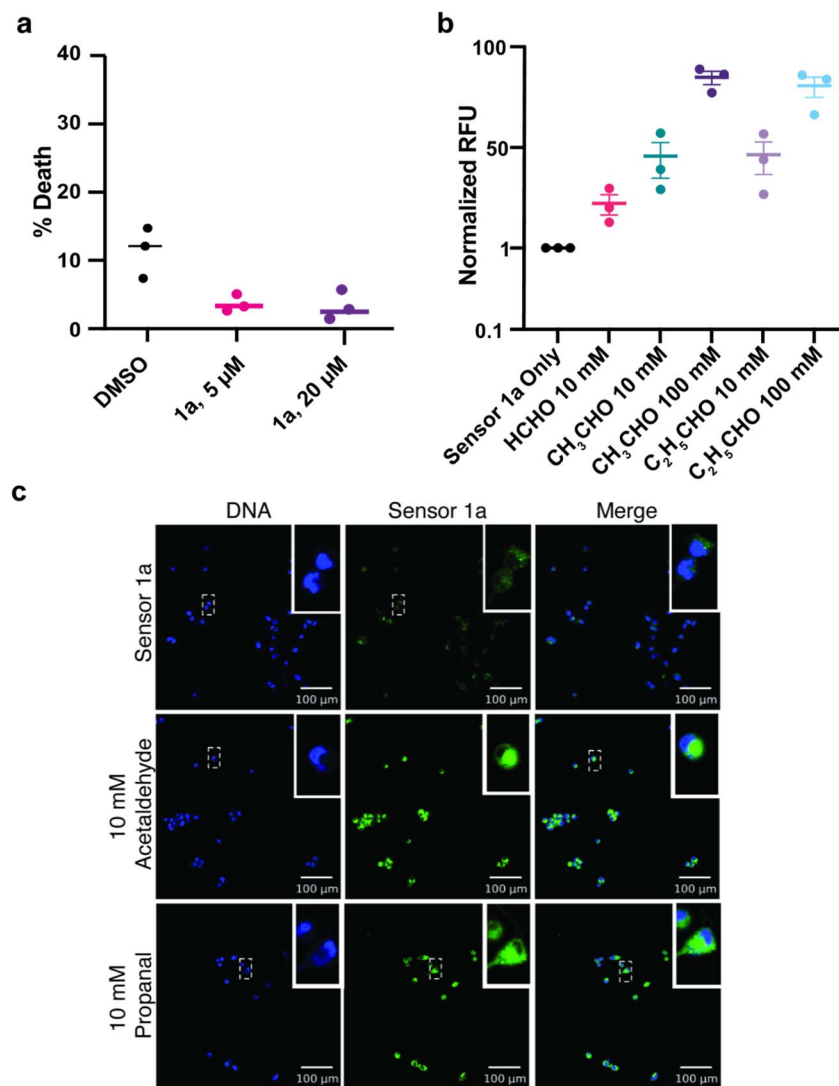 a
40
30
20
10
0
% Death
DMSO
1a, 5 μM
1a, 20 μM
b
100
50
1
0.1
Normalized RFU
Sensor 1a Only
HCHO 10 mM
CH₃CHO 10 mM
CH₃CHO 100 mM
C₂H₅CHO 10 mM
C₂H₅CHO 100 mM
c
DNA
Sensor 1a
Merge
Sensor 1a
100 μm
100 μm
100 μm
10 mM
Acetaldehyde
100 μm
100 μm
100 μm
10 mM
Propanal
100 μm
100 μm
100 μm